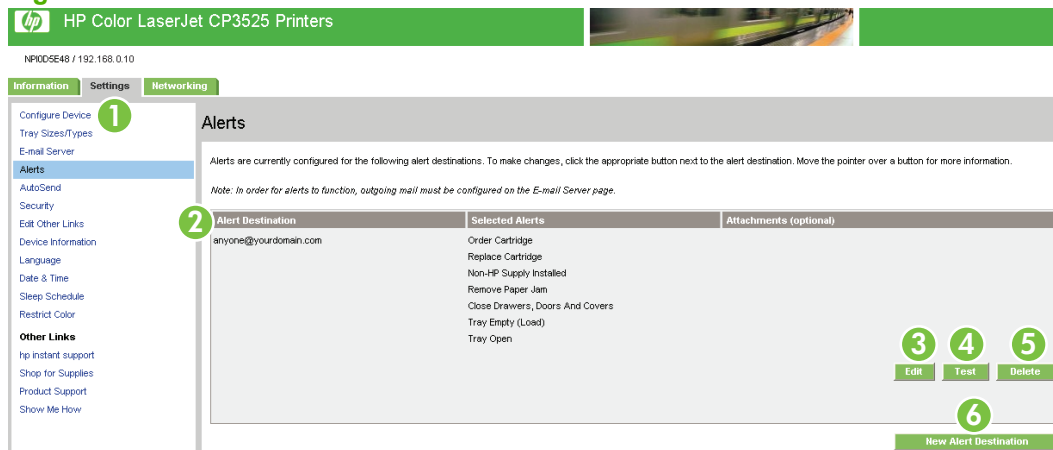 hp HP Color LaserJet CP3525 Printers
NPI0D5E48 / 192.168.0.10
Information Settings Networking
1
Configure Device
Tray Sizes/Types
E-mail Server
Alerts
AutoSend
Security
Edit Other Links
Device Information
Language
Date & Time
Sleep Schedule
Restrict Color
Other Links
hp instant support
Shop for Supplies
Product Support
Show Me How
Alerts
Alerts are currently configured for the following alert destinations. To make changes, click the appropriate button next to the alert destination. Move the pointer over a button for more information.
Note: In order for alerts to function, outgoing mail must be configured on the E-mail Server page.
2 Alert Destination Selected Alerts Attachments (optional)
anyone@yourdomain.com Order Cartridge
Replace Cartridge
Non-HP Supply Installed
Remove Paper Jam
Close Drawers, Doors And Covers
Tray Empty (Load)
Tray Open
3 4 5
Edit Test Delete
6
New Alert Destination